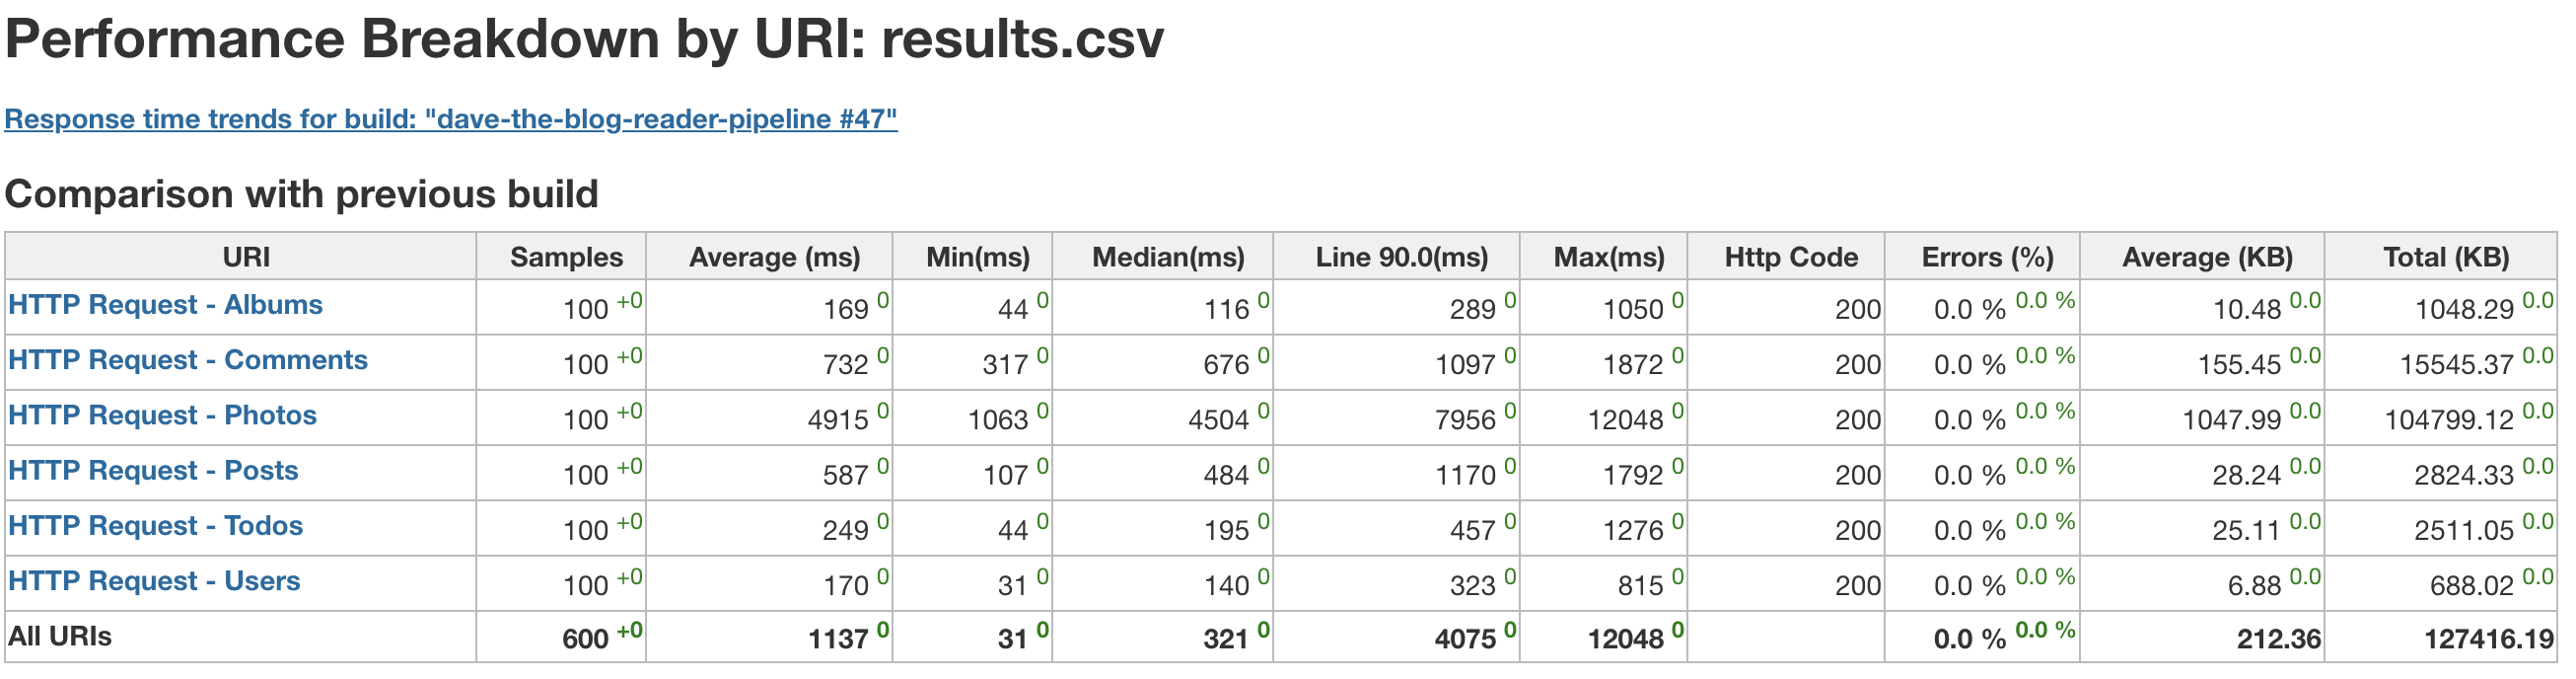 Performance Breakdown by URI: results.csv
Response time trends for build: "dave-the-blog-reader-pipeline #47"
Comparison with previous build
URI Samples Average (ms) Min(ms) Median(ms) Line 90.0(ms) Max(ms) Http Code Errors (%) Average (KB) Total (KB)
HTTP Request - Albums 100 +0 169 0 44 0 116 0 289 0 1050 0 200 0.0 % 0.0 % 10.48 0.0 1048.29 0.0
HTTP Request - Comments 100 +0 732 0 317 0 676 0 1097 0 1872 0 200 0.0 % 0.0 % 155.45 0.0 15545.37 0.0
HTTP Request - Photos 100 +0 4915 0 1063 0 4504 0 7956 0 12048 0 200 0.0 % 0.0 % 1047.99 0.0 104799.12 0.0
HTTP Request - Posts 100 +0 587 0 107 0 484 0 1170 0 1792 0 200 0.0 % 0.0 % 28.24 0.0 2824.33 0.0
HTTP Request - Todos 100 +0 249 0 44 0 195 0 457 0 1276 0 200 0.0 % 0.0 % 25.11 0.0 2511.05 0.0
HTTP Request - Users 100 +0 170 0 31 0 140 0 323 0 815 0 200 0.0 % 0.0 % 6.88 0.0 688.02 0.0
All URIs 600 +0 1137 0 31 0 321 0 4075 0 12048 0 0.0 % 0.0 % 212.36 127416.19